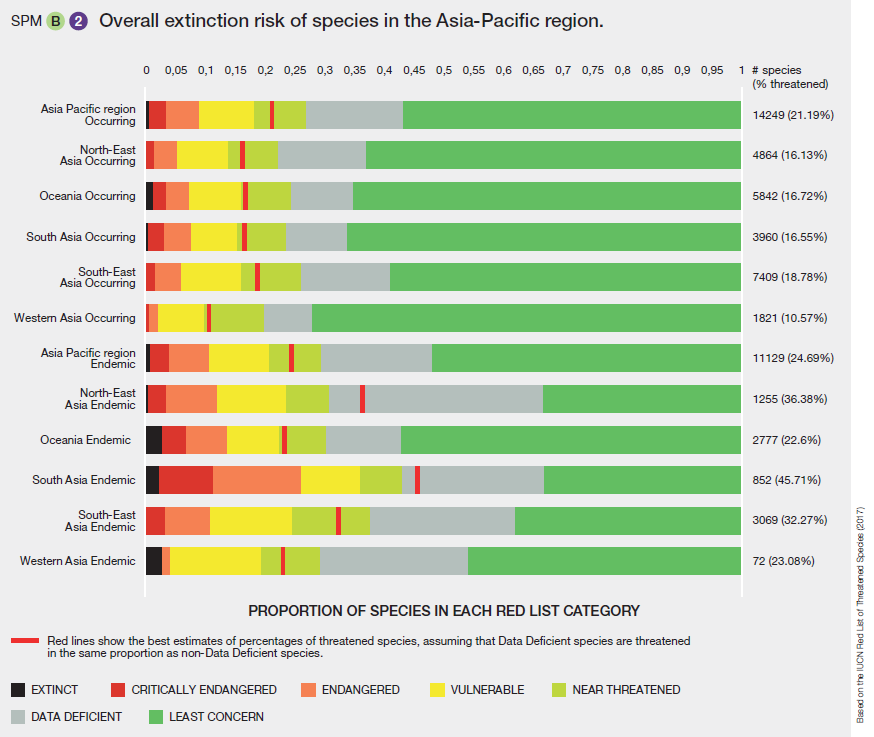 SPM B 2 Overall extinction risk of species in the Asia-Pacific region.
0 0,05 0,1 0,15 0,2 0,25 0,3 0,35 0,4 0,45 0,5 0,55 0,6 0,65 0,7 0,75 0,8 0,85 0,9 0,95 1 # species
(% threatened)
Asia Pacific region
Occurring
14249 (21.19%)
North-East
Asia Occurring
4864 (16.13%)
Oceania Occurring
5842 (16.72%)
South Asia Occurring
3960 (16.55%)
South-East
Asia Occurring
7409 (18.78%)
Western Asia Occurring
1821 (10.57%)
Asia Pacific region
Endemic
11129 (24.69%)
North-East
Asia Endemic
1255 (36.38%)
Oceania Endemic
2777 (22.6%)
South Asia Endemic
852 (45.71%)
South-East
Asia Endemic
3069 (32.27%)
Western Asia Endemic
72 (23.08%)
PROPORTION OF SPECIES IN EACH RED LIST CATEGORY
Red lines show the best estimates of percentages of threatened species, assuming that Data Deficient species are threatened
in the same proportion as non-Data Deficient species.
EXTINCT CRITICALLY ENDANGERED ENDANGERED VULNERABLE NEAR THREATENED
DATA DEFICIENT LEAST CONCERN
Based on the IUCN Red List of Threatened Species (2017)